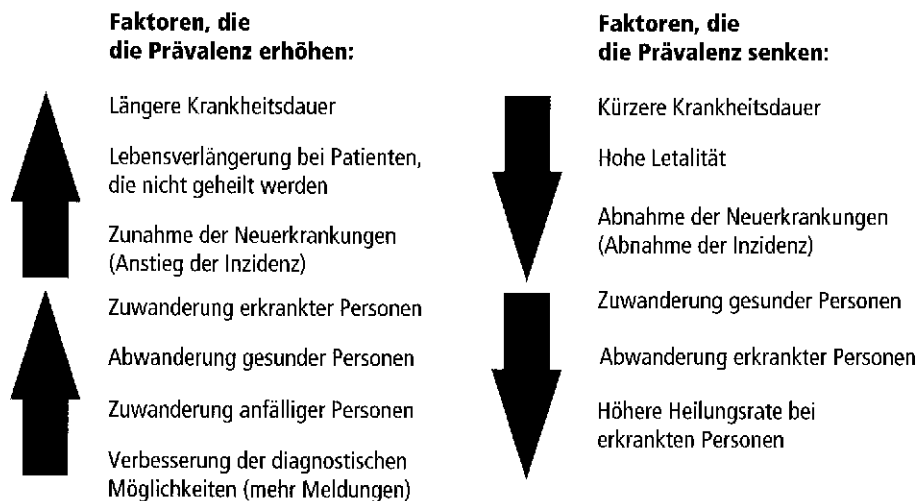 Faktoren, die
die Prävalenz erhöhen:
Längere Krankheitsdauer
Lebensverlängerung bei Patienten,
die nicht geheilt werden
Zunahme der Neuerkrankungen
(Anstieg der Inzidenz)
Zuwanderung erkrankter Personen
Abwanderung gesunder Personen
Zuwanderung anfälliger Personen
Verbesserung der diagnostischen
Möglichkeiten (mehr Meldungen)
Faktoren, die
die Prävalenz senken:
Kürzere Krankheitsdauer
Hohe Letalität
Abnahme der Neuerkrankungen
(Abnahme der Inzidenz)
Zuwanderung gesunder Personen
Abwanderung erkrankter Personen
Höhere Heilungsrate bei
erkrankten Personen